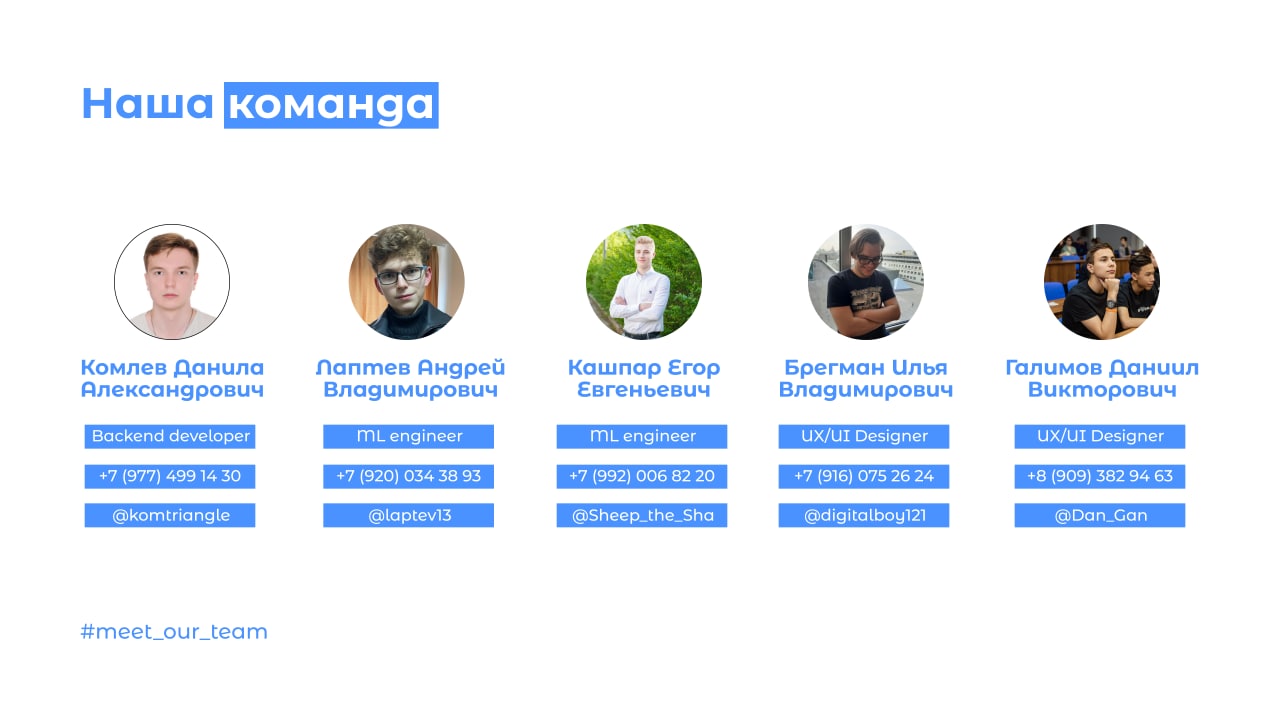 Наша команда
Комлев Данила
Александрович
Backend developer
+7 (977) 499 14 30
@komtriangle
Лаптев Андрей
Владимирович
ML engineer
+7 (920) 034 38 93
@laptev13
Кашпар Егор
Евгеньевич
ML engineer
+7 (992) 006 82 20
@Sheep_the_Sha
Брегман Илья
Владимирович
UX/UI Designer
+7 (916) 075 26 24
@digitalboy121
Галимов Даниил
Викторович
UX/UI Designer
+8 (909) 382 94 63
@Dan_Gan
#meet_our_team